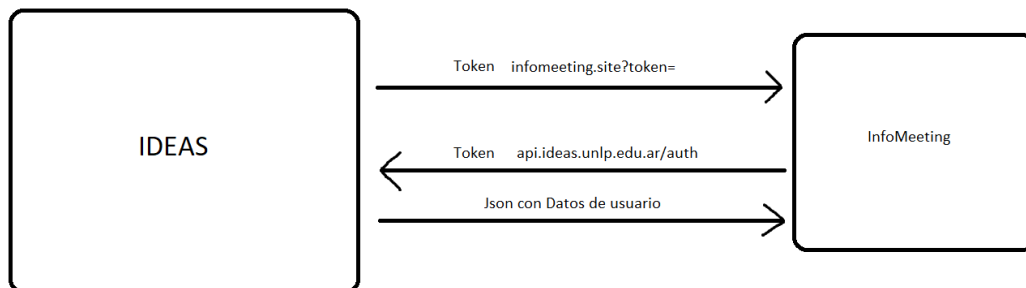 IDEAS
Token infomeeting.site?token=
Token api.ideas.unlp.edu.ar/auth
Json con Datos de usuario
InfoMeeting